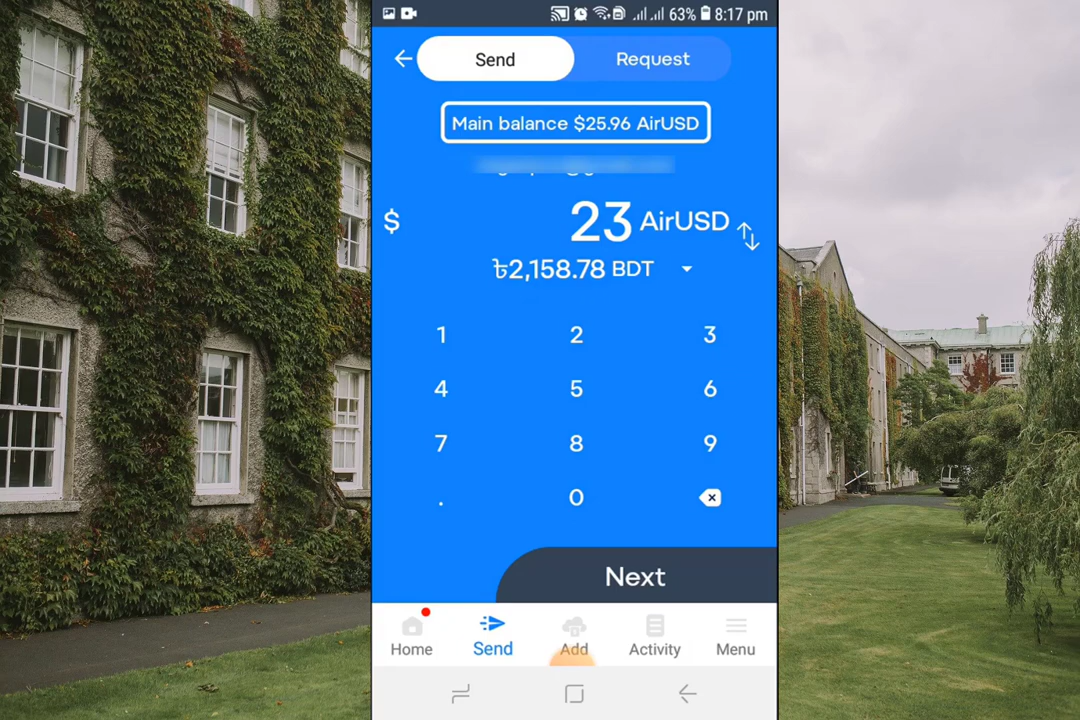 63% 8:17 pm
Send Request
Main balance $25.96 AirUSD
$ 23 AirUSD
৳2,158.78 BDT
1 2 3
4 5 6
7 8 9
. 0
Next
Home Send Add Activity Menu